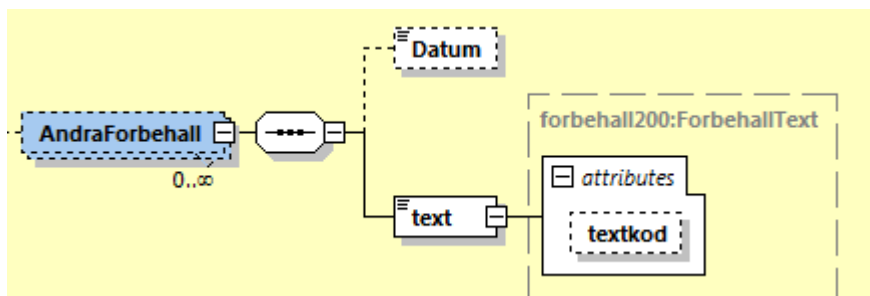 Datum
forbehall200:ForbehallText
AndraForbehall
0..∞
attributes
text
textkod